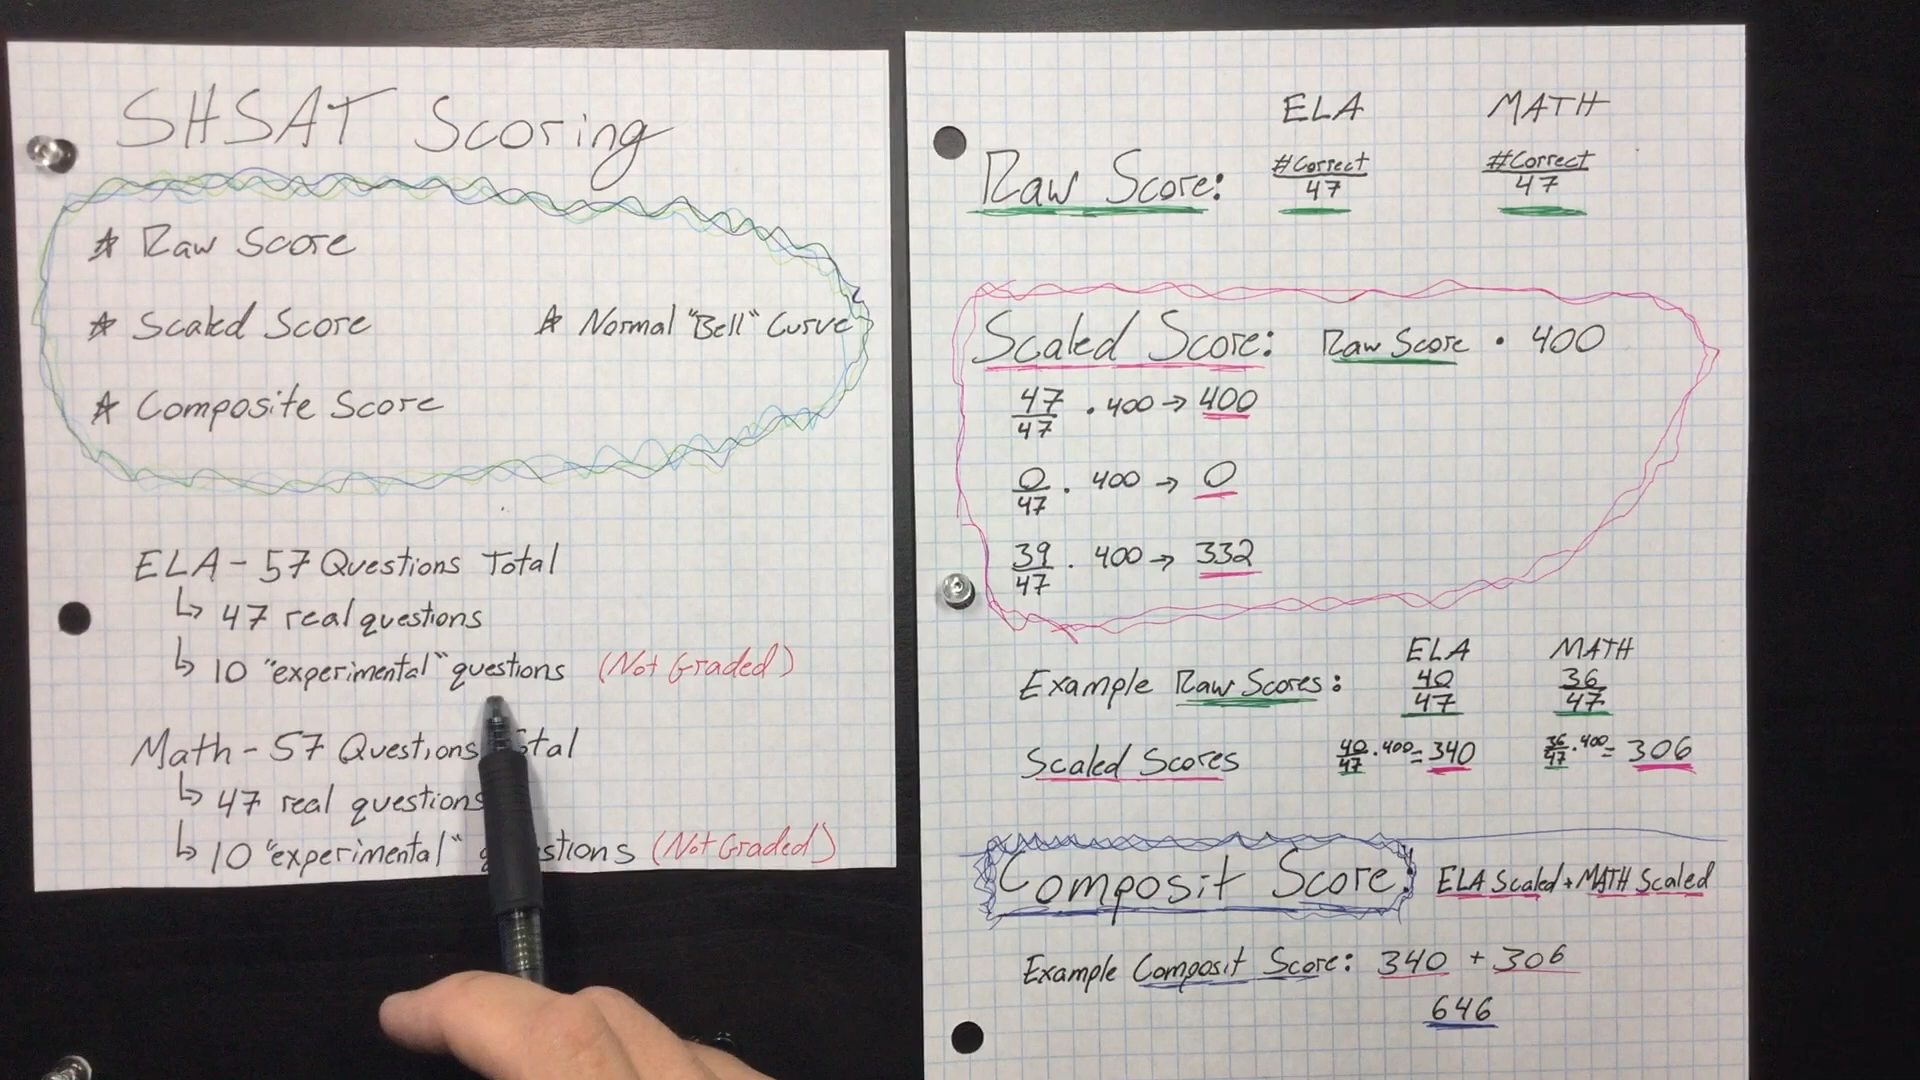 SHSAT Scoring
☆ Raw Score
☆ Scaled Score ☆ Normal "Bell" Curve
☆ Composite Score
ELA - 57 Questions Total
↳ 47 real questions
↳ 10 "experimental" questions (Not Graded)
Math - 57 Questions
↳ 47 real questions
↳ 10 "experimental" (Not Graded)
ELA MATH
Raw Score: #Correct/47 #Correct/47
Scaled Score: Raw Score · 400
47/47 · 400 → 400
0/47 · 400 → 0
39/47 · 400 → 332
ELA MATH
Example Raw Scores: 40/47 36/47
Scaled Scores 40/47 · 400 = 340 36/47 · 400 = 306
Composit Score: ELA Scaled + MATH Scaled
Example Composit Score: 340 + 306
646